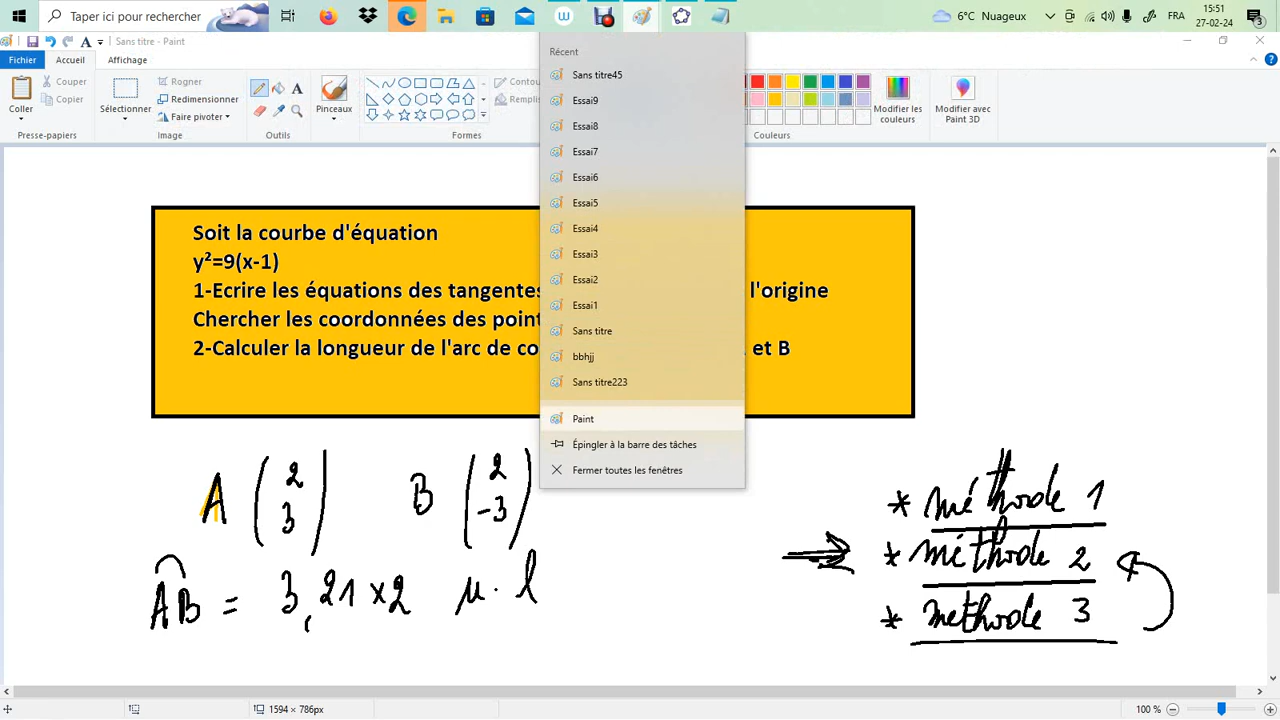 Taper ici pour rechercher
6°C Nuageux
FRA
15:51
27-02-24
Sans titre - Paint
Fichier
Accueil
Affichage
Coller
Couper
Copier
Presse-papiers
Sélectionner
Rogner
Redimensionner
Faire pivoter
Image
Outils
Pinceaux
Formes
Contou
Remplis
Couleurs
Modifier les
couleurs
Modifier avec
Paint 3D
Récent
Sans titre45
Essai9
Essai8
Essai7
Essai6
Essai5
Essai4
Essai3
Essai2
Essai1
Sans titre
bbhjj
Sans titre223
Paint
Épingler à la barre des tâches
Fermer toutes les fenêtres
Soit la courbe d'équation
y²=9(x-1)
1-Ecrire les équations des tangentes l'origine
Chercher les coordonnées des point
2-Calculer la longueur de l'arc de co et B
A (2 3) B (2 -3)
AB = 3,21 x 2 u.l
* méthode 1
* méthode 2
* methode 3
1594 × 786px
100 %